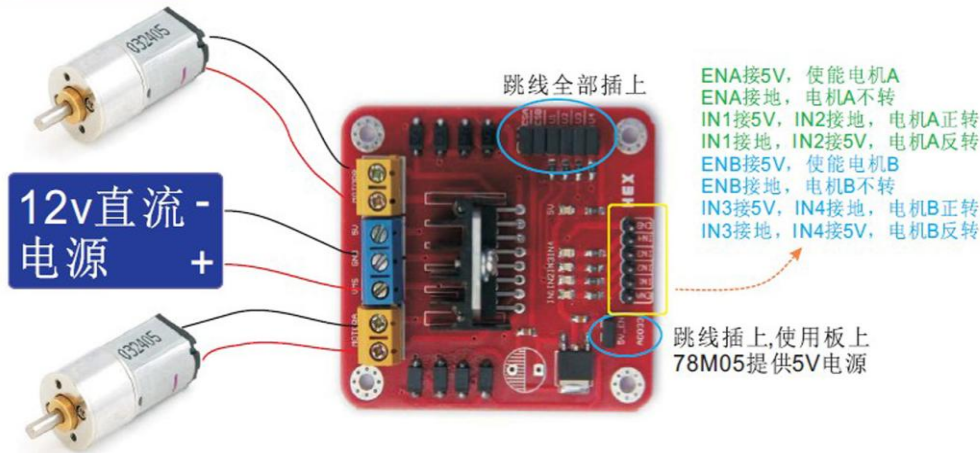 032405
跳线全部插上
ENA接5V，使能电机A
ENA接地，电机A不转
IN1接5V，IN2接地，电机A正转
IN1接地，IN2接5V，电机A反转
ENB接5V，使能电机B
ENB接地，电机B不转
IN3接5V，IN4接地，电机B正转
IN3接地，IN4接5V，电机B反转
12v直流 -
电源 +
5V
IN1IN2IN3IN4
032405
跳线插上,使用板上
78M05提供5V电源